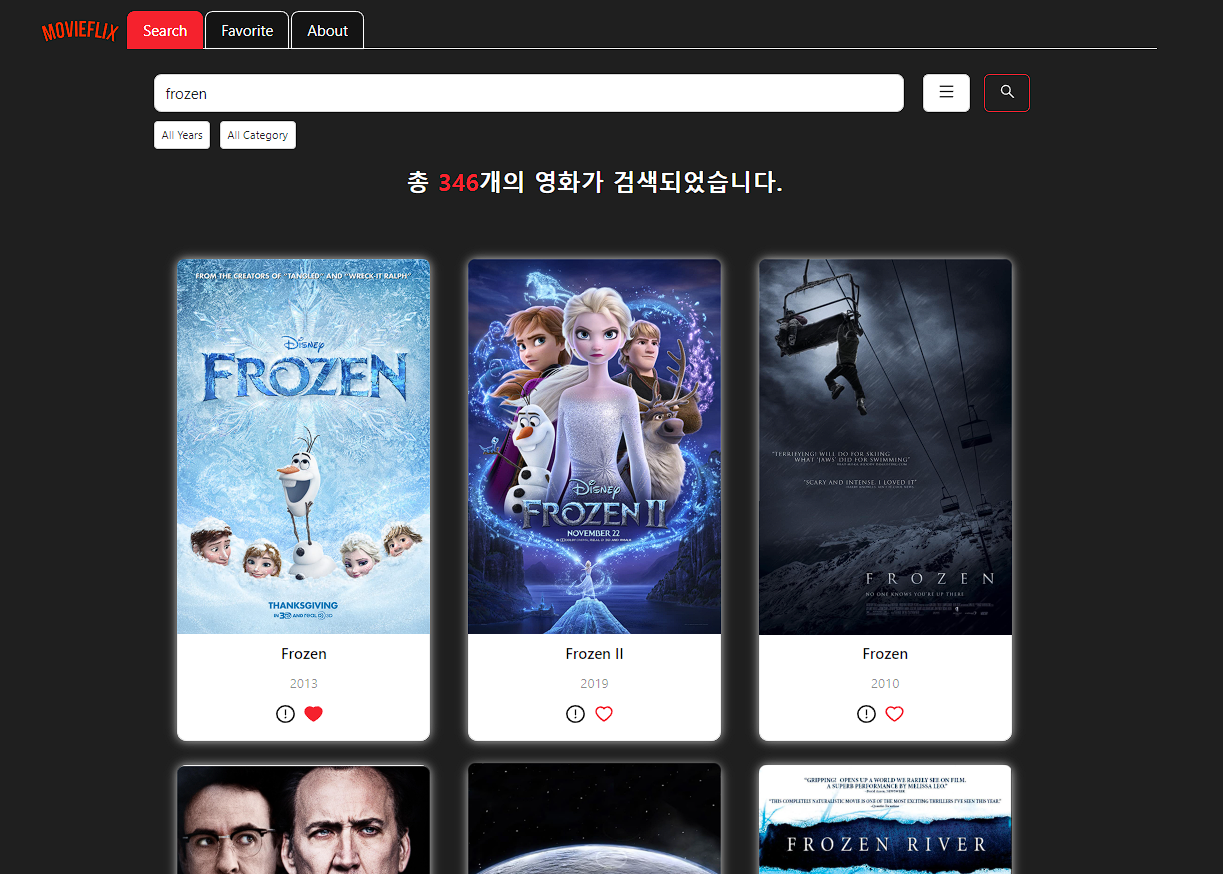 MOVIEFLIX
Search
Favorite
About
frozen
All Years
All Category
총 346개의 영화가 검색되었습니다.
FROM THE CREATORS OF "TANGLED" AND "WRECK-IT RALPH"
Disney
FROZEN
THANKSGIVING
IN 3D AND REAL D 3D
Frozen
2013
Disney
FROZEN II
NOVEMBER 22
Frozen II
2019
"TERRIFYING! WILL DO FOR SKIING
WHAT 'JAWS' DID FOR SWIMMING"
"SCARY AND INTENSE. I LOVED IT"
FROZEN
NO ONE KNOWS YOU'RE UP THERE
Frozen
2010
"GRIPPING! OPENS UP A WORLD WE RARELY SEE ON FILM.
A SUPERB PERFORMANCE BY MELISSA LEO."
"THIS COMPLETELY NATURALISTIC MOVIE IS ONE OF THE MOST EXCITING THRILLERS I'VE SEEN THIS YEAR."
FROZEN RIVER